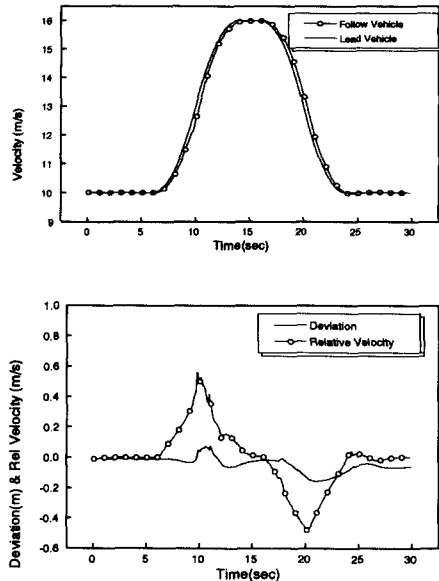 16
15
14
13
12
11
10
9
Velocity (m/s)
Follow Vehicle
Lead Vehicle
0 5 10 15 20 25 30
Time(sec)
1.0
0.8
0.6
0.4
0.2
0.0
-0.2
-0.4
-0.6
Deviation(m) & Rel Velocity (m/s)
Deviation
Relative Velocity
0 5 10 15 20 25 30
Time(sec)